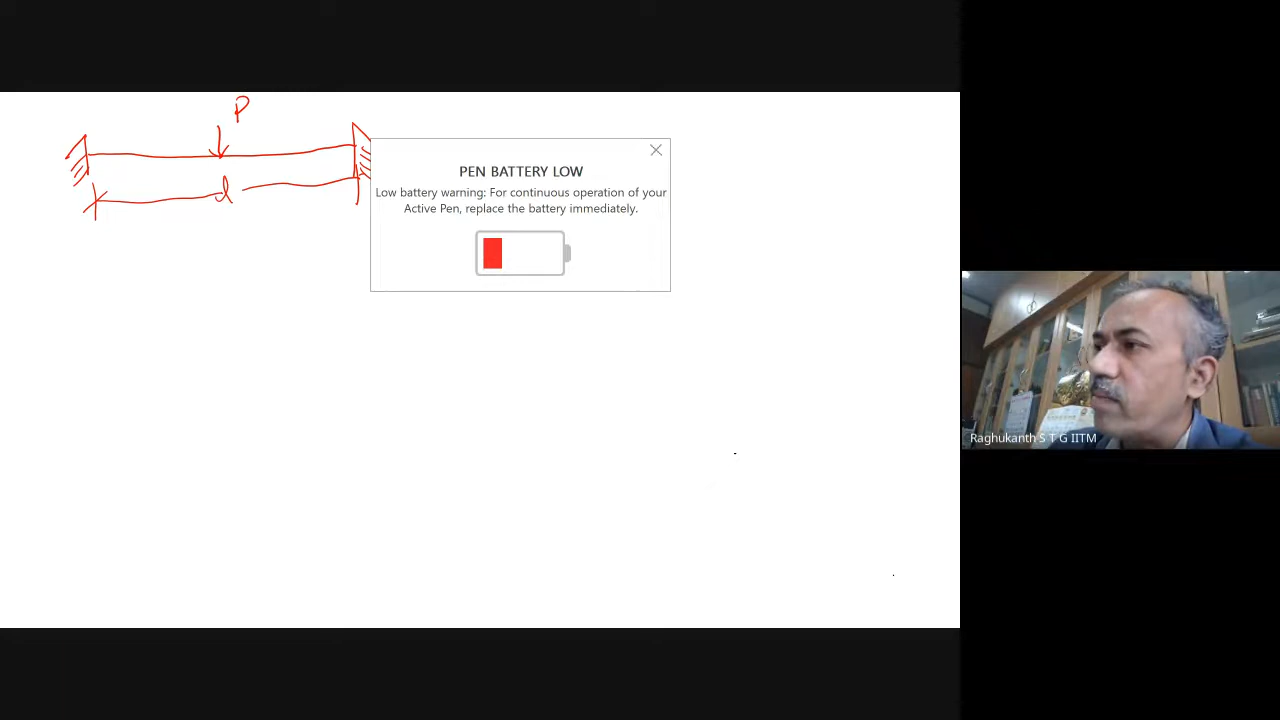 P
d
PEN BATTERY LOW
Low battery warning: For continuous operation of your
Active Pen, replace the battery immediately.
Raghukanth S T G IITM